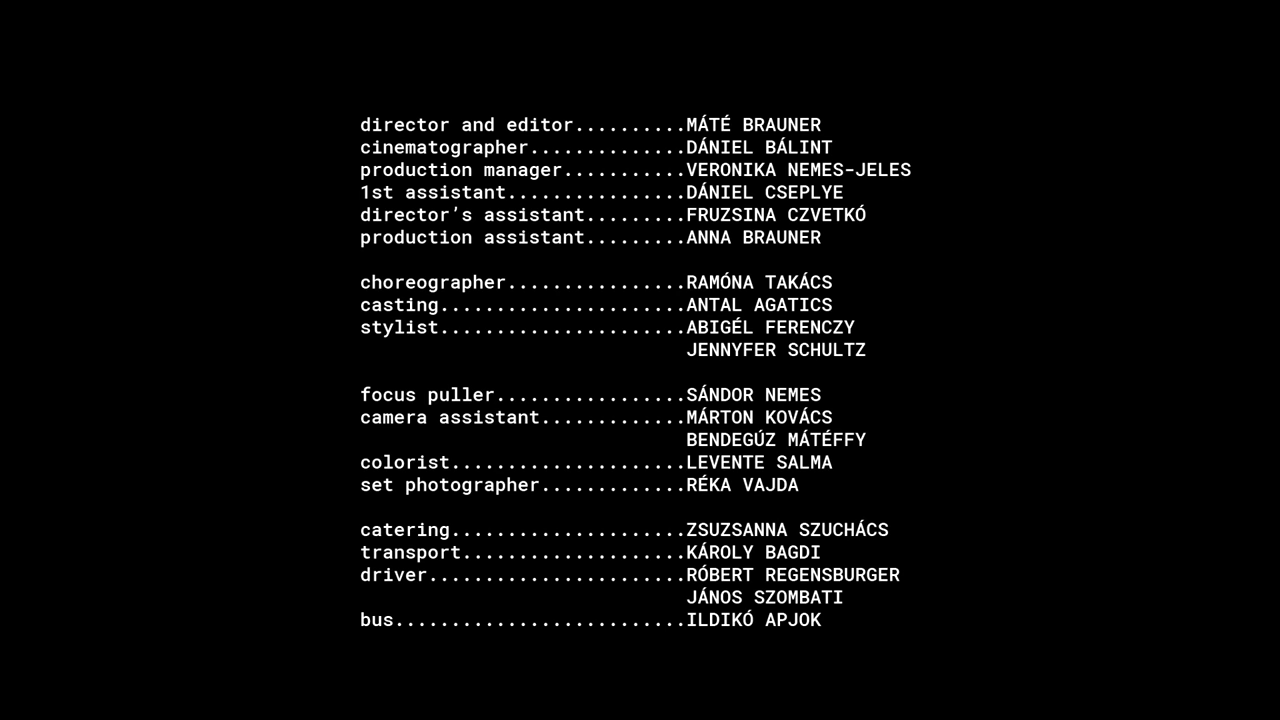 director and editor..........MÁTÉ BRAUNER
cinematographer..............DÁNIEL BÁLINT
production manager...........VERONIKA NEMES-JELES
1st assistant................DÁNIEL CSEPLYE
director’s assistant.........FRUZSINA CZVETKÓ
production assistant.........ANNA BRAUNER
choreographer................RAMÓNA TAKÁCS
casting......................ANTAL AGATICS
stylist......................ABIGÉL FERENCZY
JENNYFER SCHULTZ
focus puller.................SÁNDOR NEMES
camera assistant.............MÁRTON KOVÁCS
BENDEGÚZ MÁTÉFFY
colorist.....................LEVENTE SALMA
set photographer.............RÉKA VAJDA
catering.....................ZSUZSANNA SZUCHÁCS
transport....................KÁROLY BAGDI
driver.......................RÓBERT REGENSBURGER
JÁNOS SZOMBATI
bus..........................ILDIKÓ APJOK